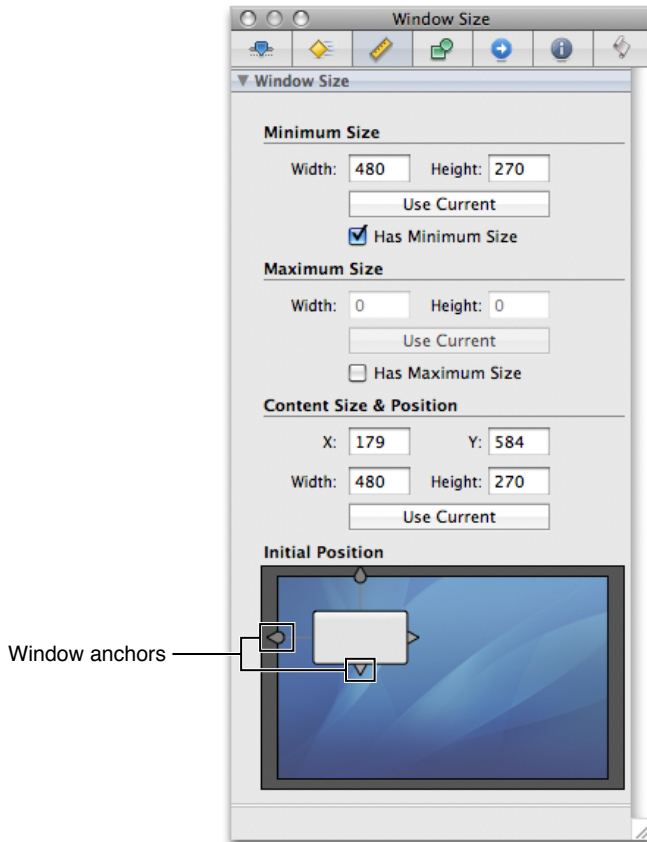 Window Size
Window Size
Minimum Size
Width: 480 Height: 270
Use Current
Has Minimum Size
Maximum Size
Width: 0 Height: 0
Use Current
Has Maximum Size
Content Size & Position
X: 179 Y: 584
Width: 480 Height: 270
Use Current
Initial Position
Window anchors